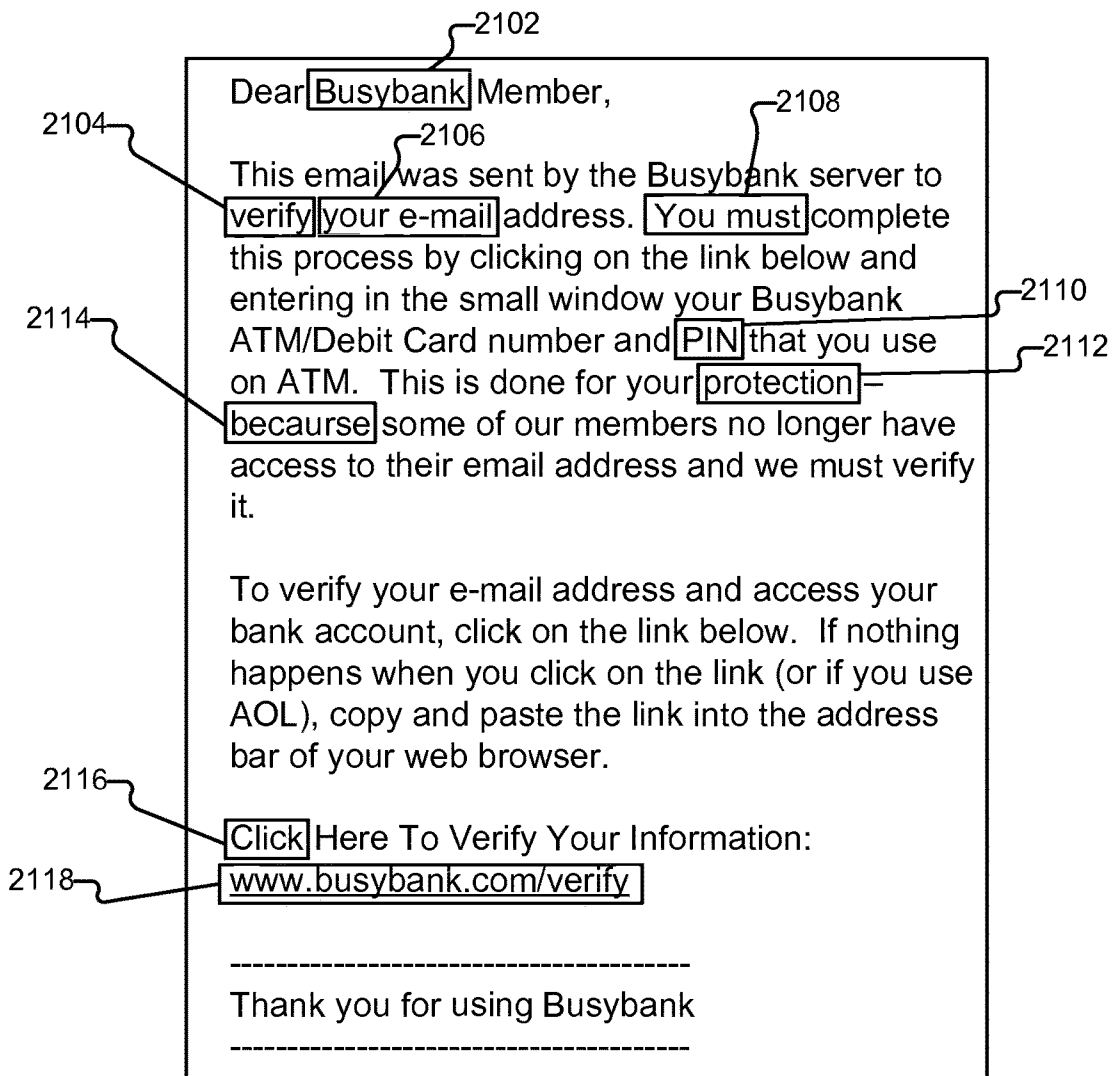 2102
Dear Busybank Member,
2108
2104
2106
This email was sent by the Busybank server to
verify your e-mail address.  You must complete
this process by clicking on the link below and
entering in the small window your Busybank
2110
2114
ATM/Debit Card number and PIN that you use
2112
on ATM.  This is done for your protection –
becaurse some of our members no longer have
access to their email address and we must verify
it.
To verify your e-mail address and access your
bank account, click on the link below.  If nothing
happens when you click on the link (or if you use
AOL), copy and paste the link into the address
bar of your web browser.
2116
Click Here To Verify Your Information:
2118
www.busybank.com/verify
----------------------------------------
Thank you for using Busybank
----------------------------------------